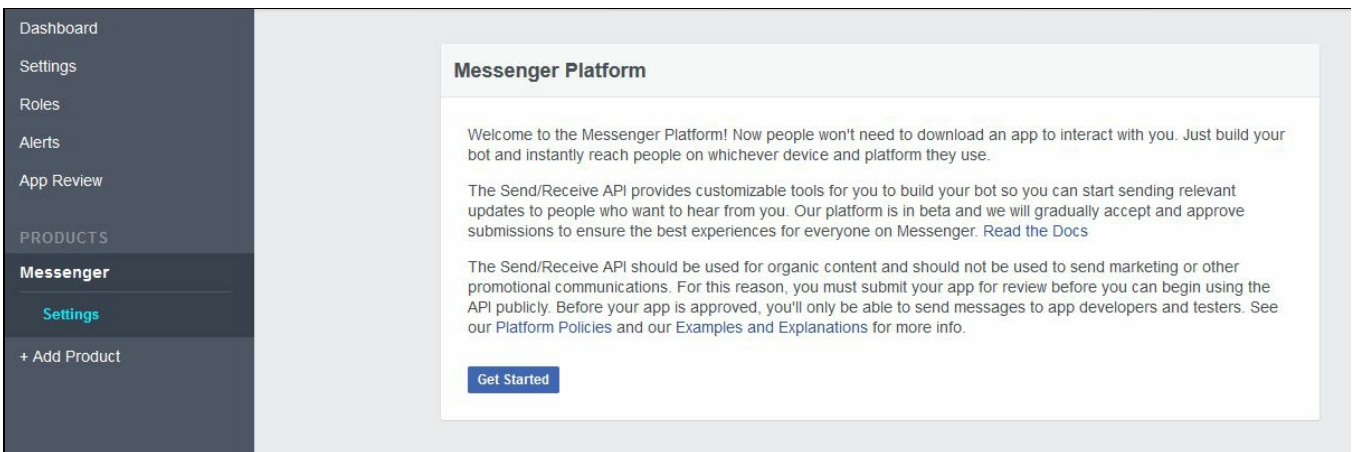 Dashboard
Settings
Roles
Alerts
App Review
PRODUCTS
Messenger
Settings
+ Add Product
Messenger Platform
Welcome to the Messenger Platform! Now people won't need to download an app to interact with you. Just build your
bot and instantly reach people on whichever device and platform they use.
The Send/Receive API provides customizable tools for you to build your bot so you can start sending relevant
updates to people who want to hear from you. Our platform is in beta and we will gradually accept and approve
submissions to ensure the best experiences for everyone on Messenger. Read the Docs
The Send/Receive API should be used for organic content and should not be used to send marketing or other
promotional communications. For this reason, you must submit your app for review before you can begin using the
API publicly. Before your app is approved, you'll only be able to send messages to app developers and testers. See
our Platform Policies and our Examples and Explanations for more info.
Get Started